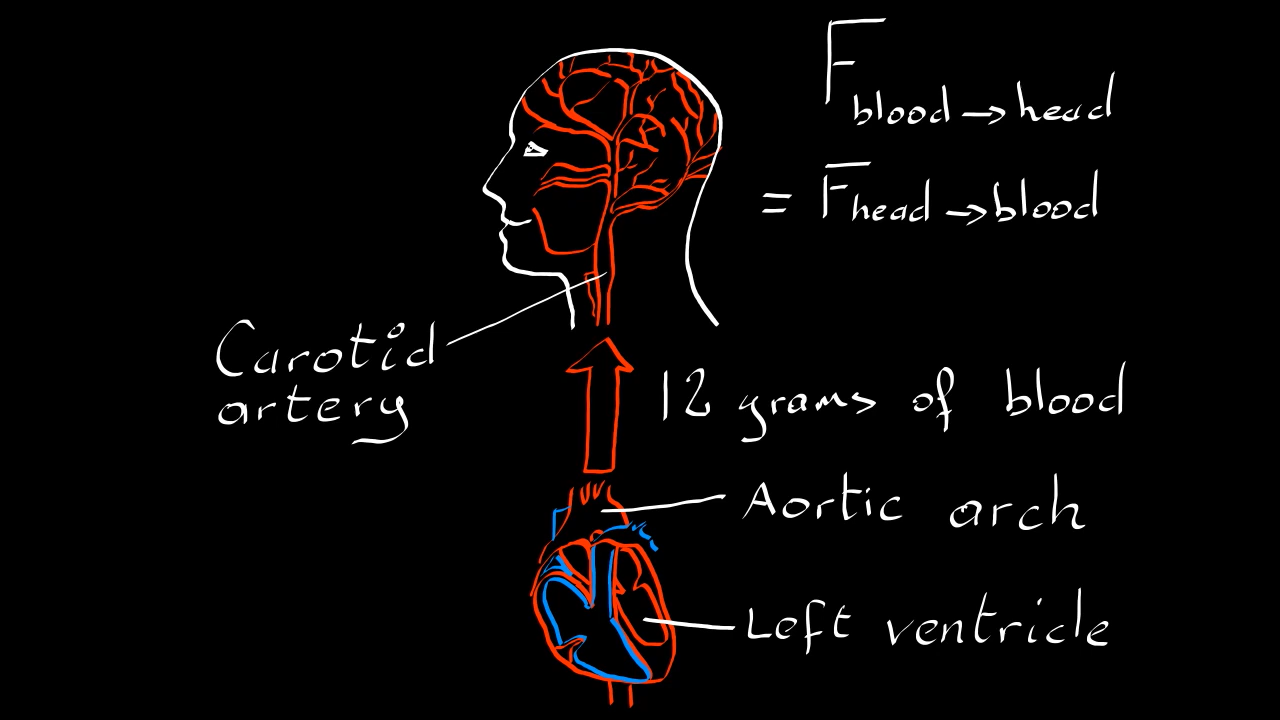 F blood → head
= F head → blood
Carotid
artery
12 grams of blood
Aortic arch
Left ventricle